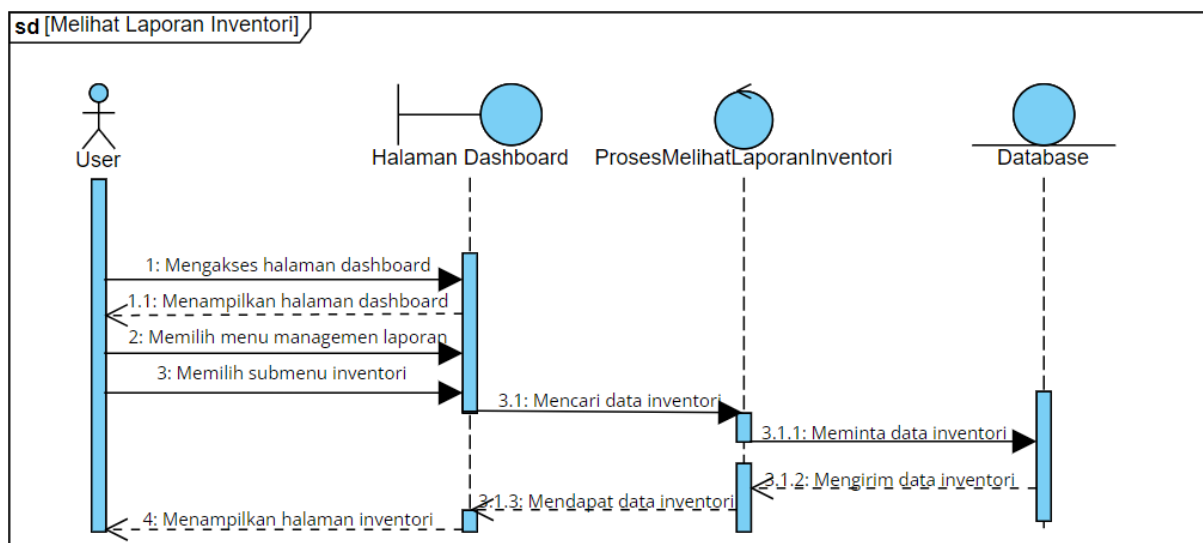 sd [Melihat Laporan Inventori]
User
Halaman Dashboard
ProsesMelihatLaporanInventori
Database
1: Mengakses halaman dashboard
1.1: Menampilkan halaman dashboard
2: Memilih menu managemen laporan
3: Memilih submenu inventori
3.1: Mencari data inventori
3.1.1: Meminta data inventori
3.1.2: Mengirim data inventori
3.1.3: Mendapat data inventori
4: Menampilkan halaman inventori